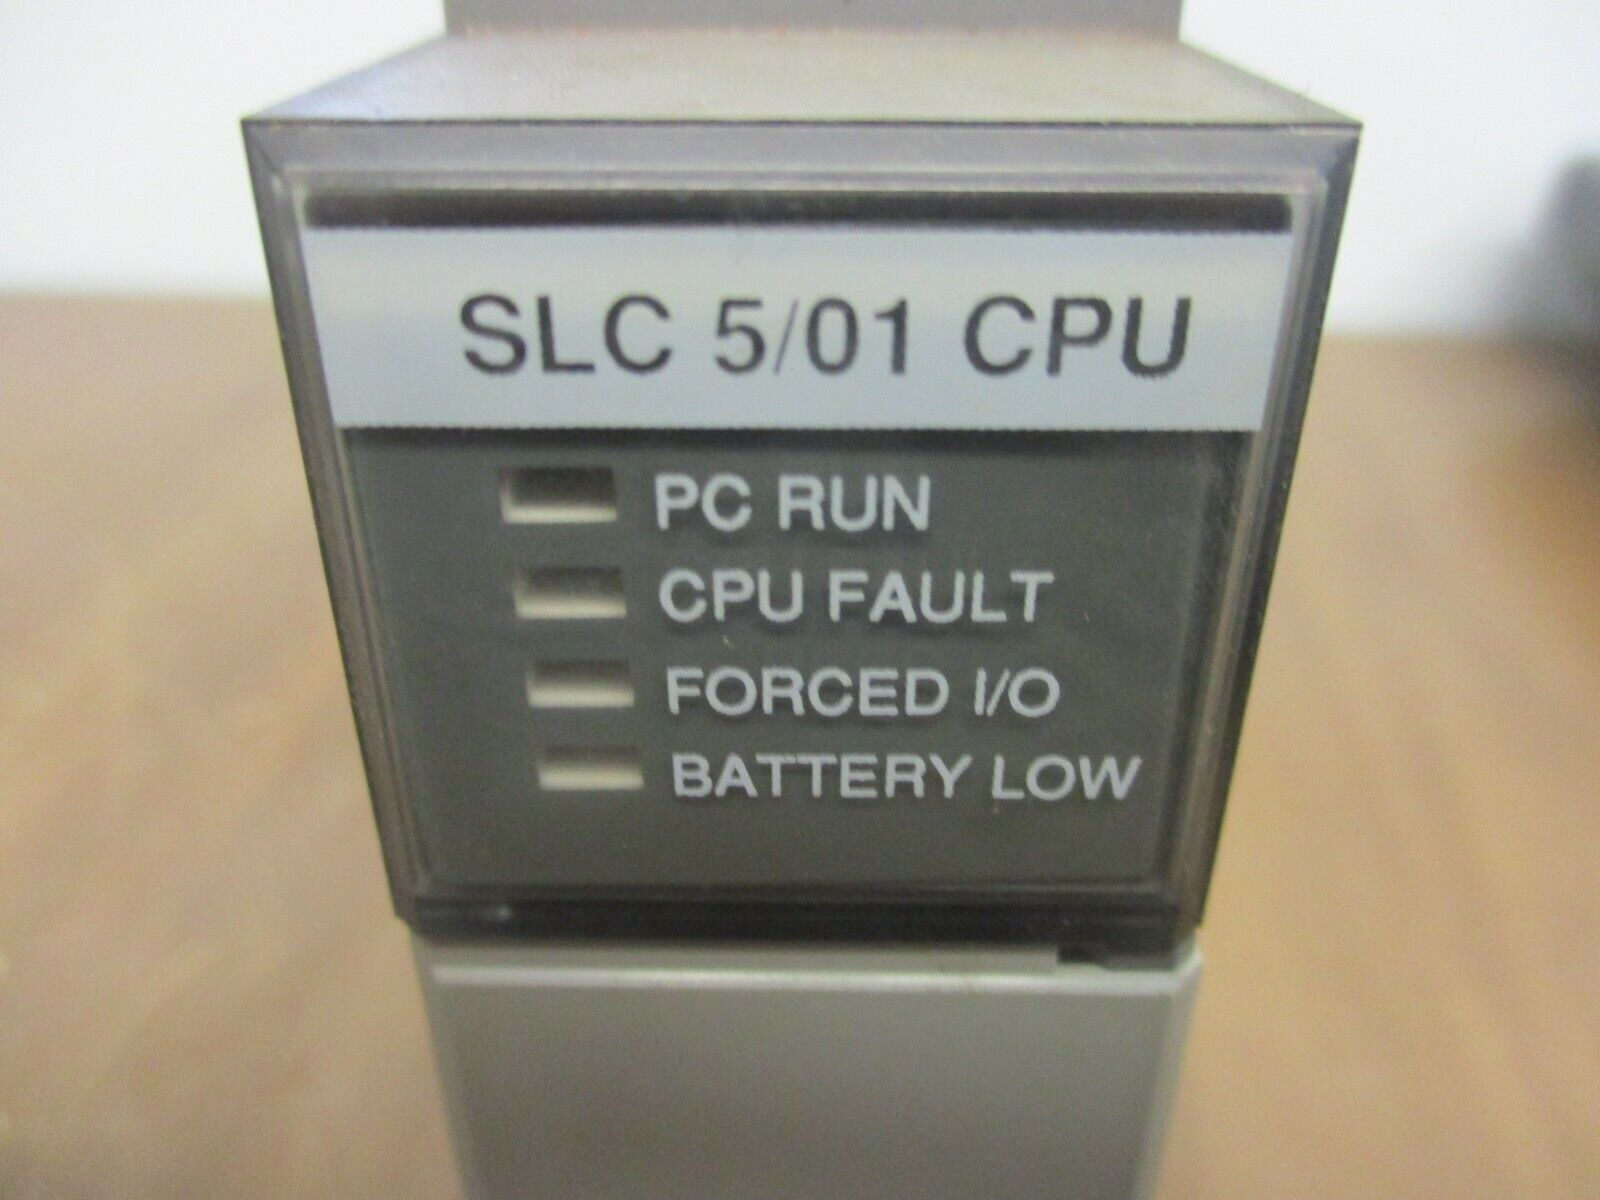 SLC 5/01 CPU
PC RUN
CPU FAULT
FORCED I/O
BATTERY LOW